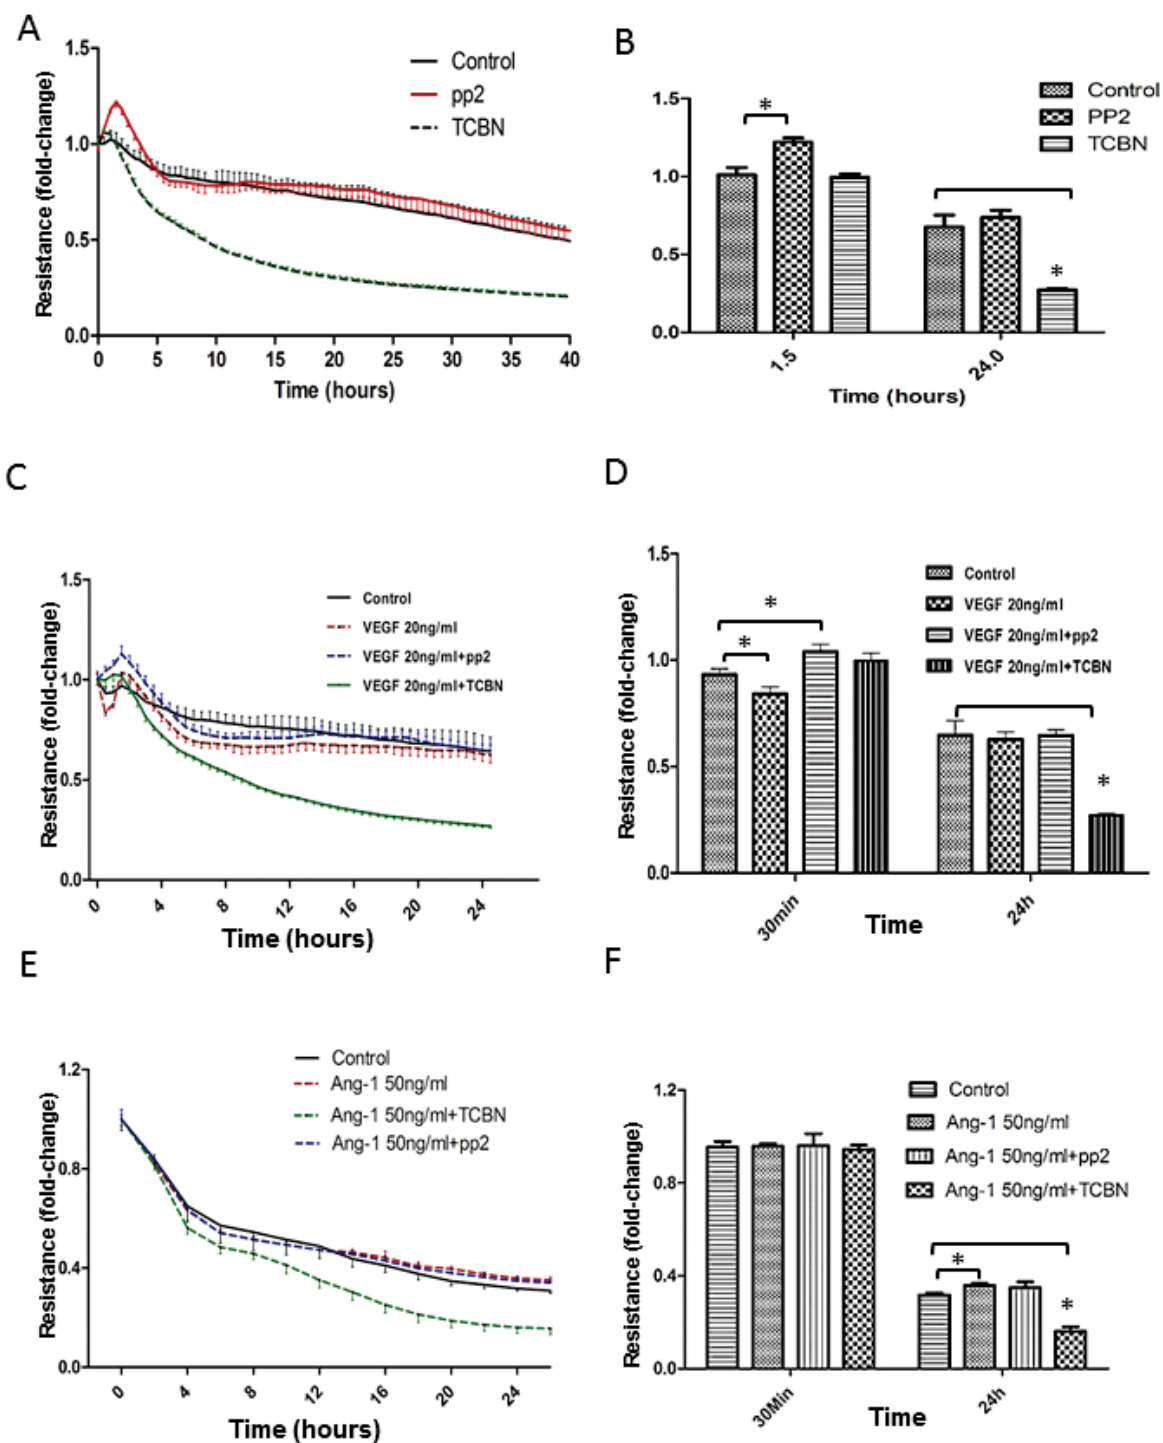 A
1.5
1.0
0.5
0.0
Resistance (fold-change)
Control
pp2
TCBN
0 5 10 15 20 25 30 35 40
Time (hours)
B
1.5
1.0
0.5
0.0
Control
PP2
TCBN
*
*
1.5 24.0
Time (hours)
C
1.5
1.0
0.5
0.0
Resistance (fold-change)
Control
VEGF 20ng/ml
VEGF 20ng/ml+pp2
VEGF 20ng/ml+TCBN
0 4 8 12 16 20 24
Time (hours)
D
1.5
1.0
0.5
0.0
Resistance (fold-change)
Control
VEGF 20ng/ml
VEGF 20ng/ml+pp2
VEGF 20ng/ml+TCBN
*
*
*
30min 24h
Time
E
1.2
0.8
0.4
0.0
Resistance (fold-change)
Control
Ang-1 50ng/ml
Ang-1 50ng/ml+TCBN
Ang-1 50ng/ml+pp2
0 4 8 12 16 20 24
Time (hours)
F
1.2
0.8
0.4
0.0
Resistance (fold-change)
Control
Ang-1 50ng/ml
Ang-1 50ng/ml+pp2
Ang-1 50ng/ml+TCBN
*
*
30Min 24h
Time